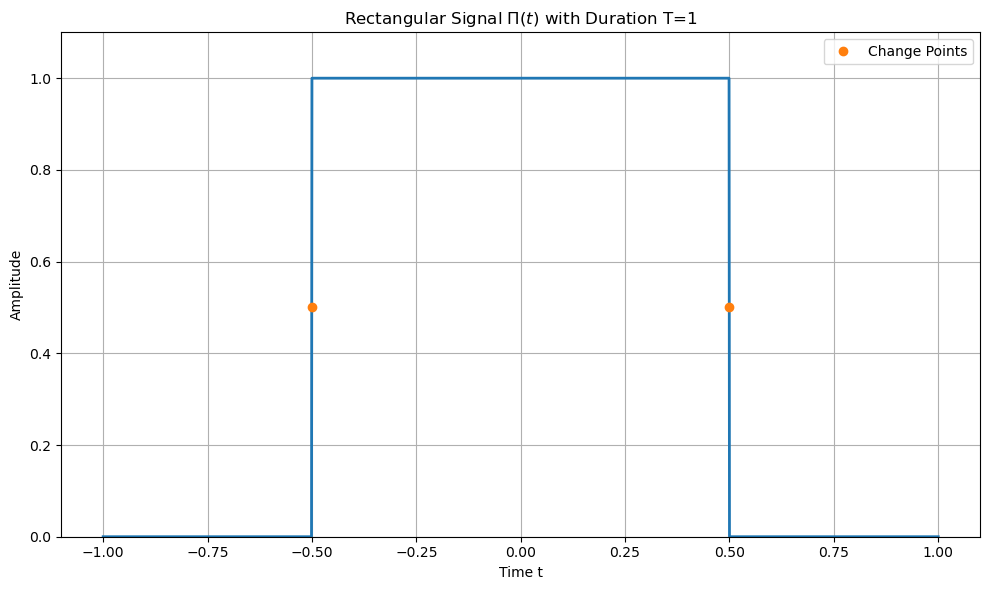 Rectangular Signal Π(t) with Duration T=1
Change Points
1.0
0.8
0.6
0.4
0.2
0.0
Amplitude
−1.00 −0.75 −0.50 −0.25 0.00 0.25 0.50 0.75 1.00
Time t